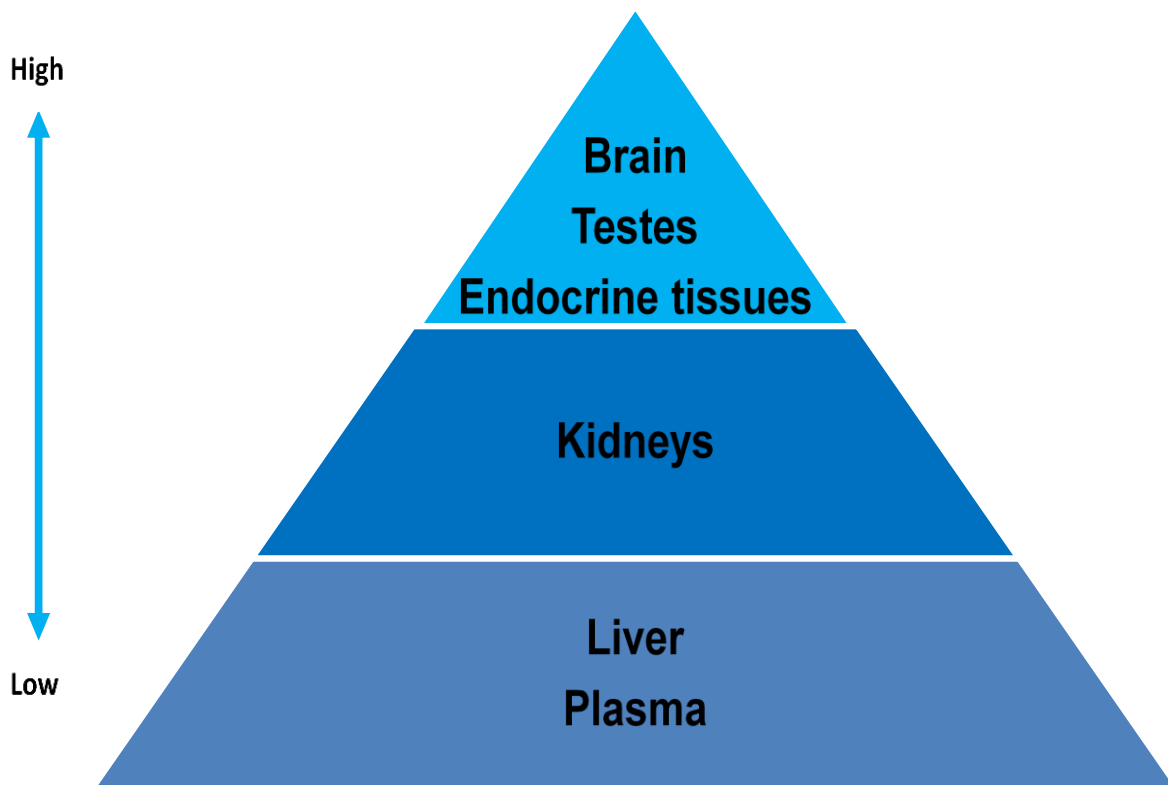 High
Brain
Testes
Endocrine tissues
Kidneys
Liver
Low
Plasma